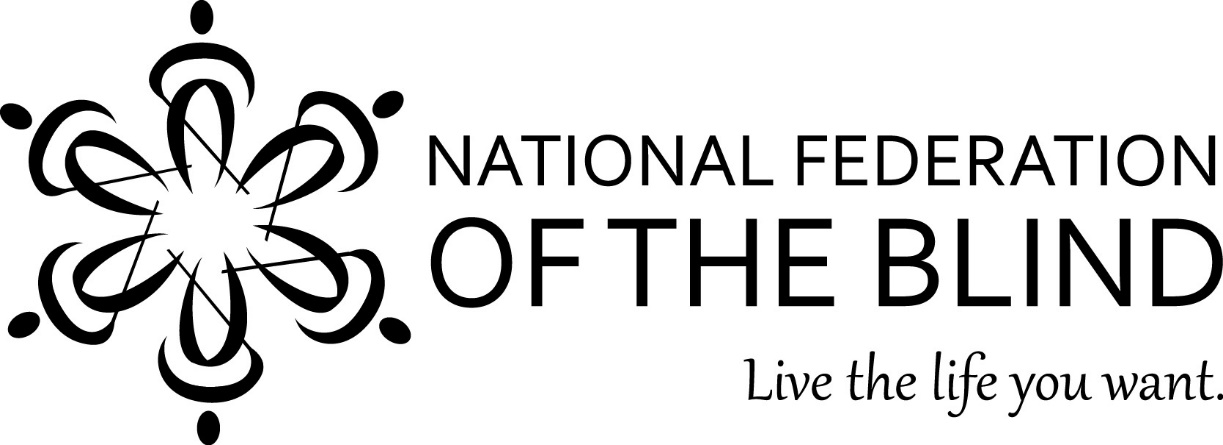 NATIONAL FEDERATION
OF THE BLIND
Live the life you want.